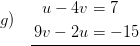 g) u − 4v = 7
9v − 2u = −15